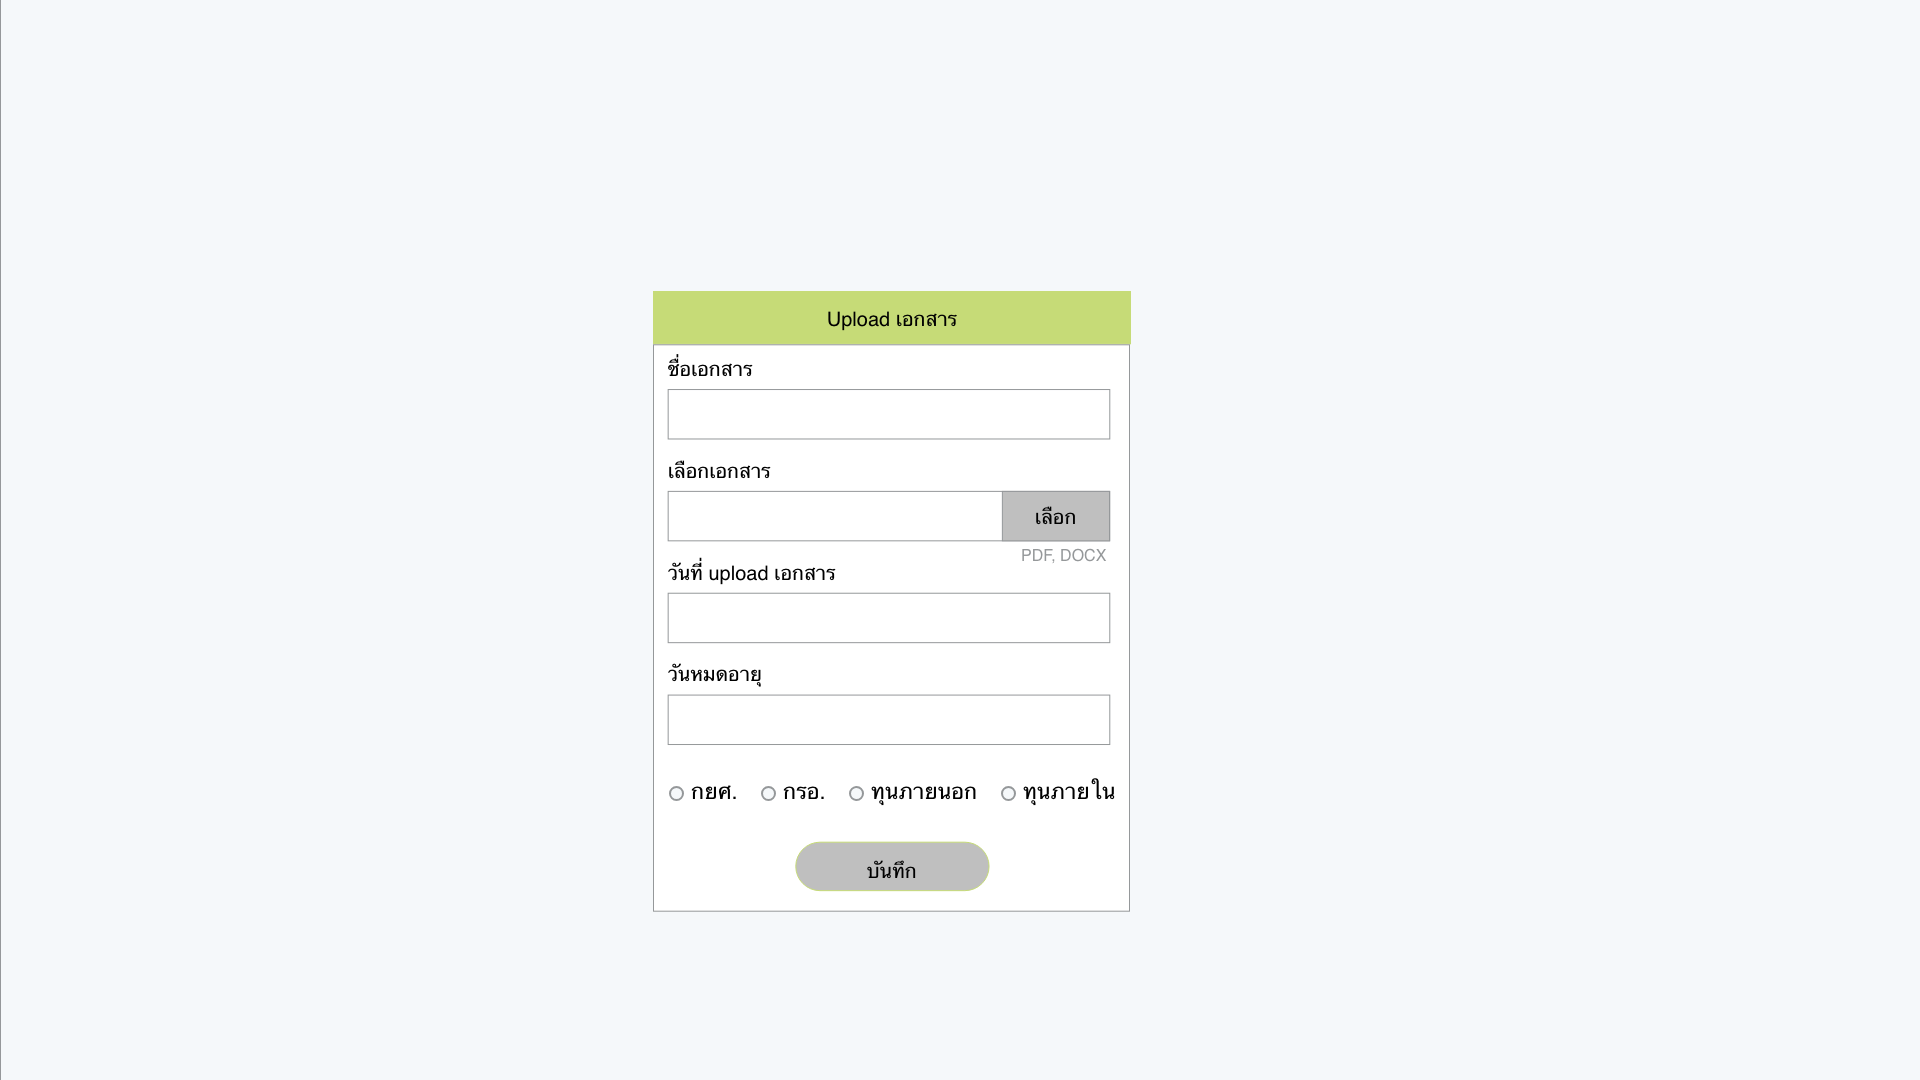 Upload เอกสาร
ชื่อเอกสาร
เลือกเอกสาร
เลือก
PDF, DOCX
วันที่ upload เอกสาร
วันหมดอายุ
กยศ. กรอ. ทุนภายนอก ทุนภายใน
บันทึก